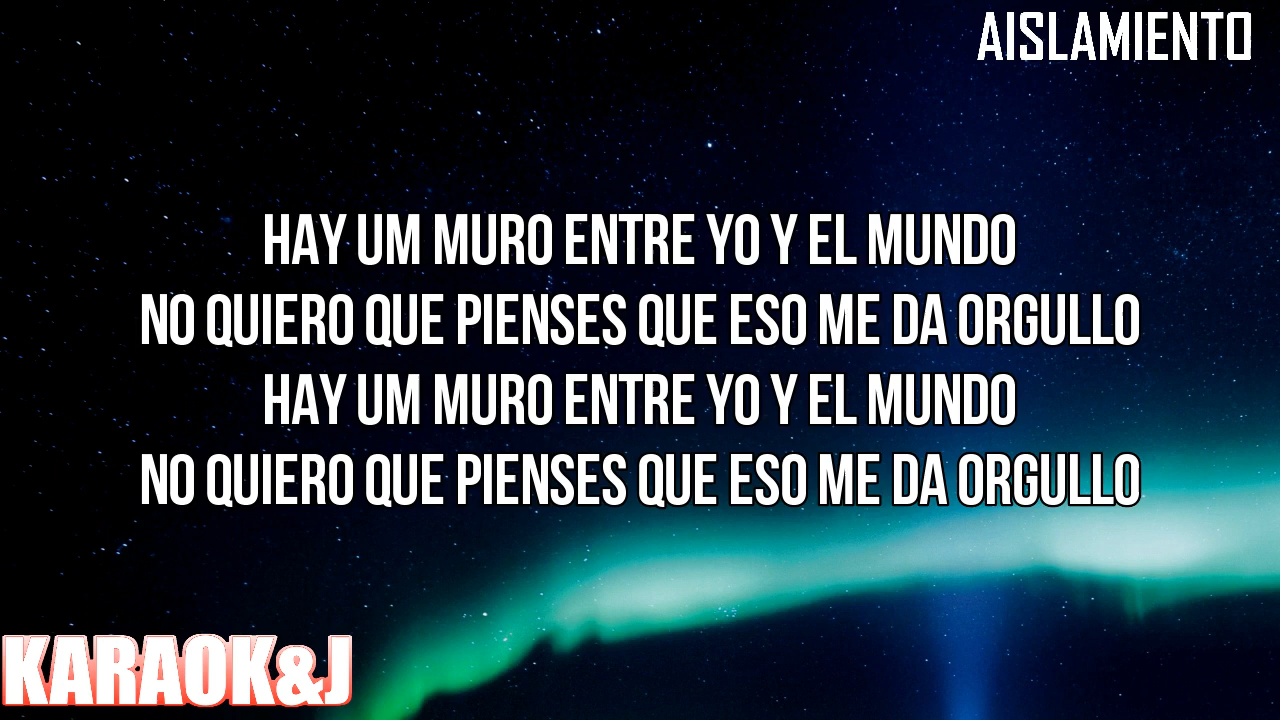 AISLAMIENTO
HAY UM MURO ENTRE YO Y EL MUNDO
NO QUIERO QUE PIENSES QUE ESO ME DA ORGULLO
HAY UM MURO ENTRE YO Y EL MUNDO
NO QUIERO QUE PIENSES QUE ESO ME DA ORGULLO
KARAOK&J